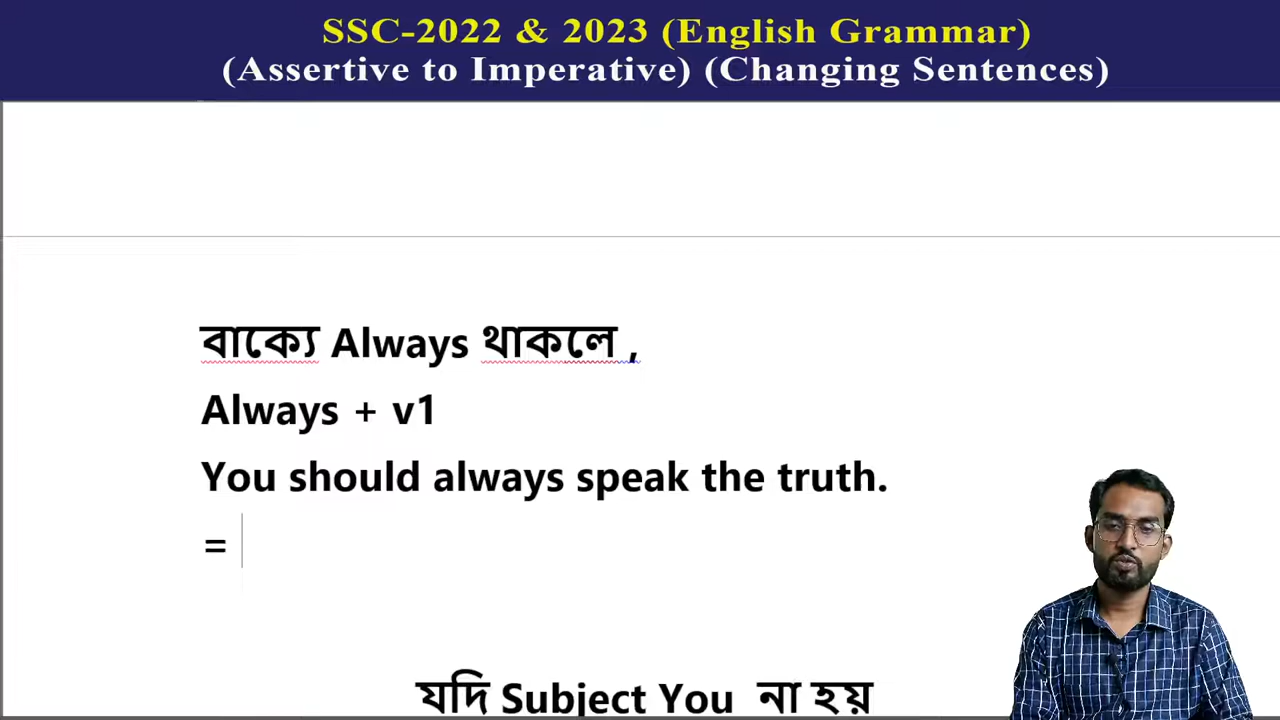 SSC-2022 & 2023 (English Grammar)
(Assertive to Imperative) (Changing Sentences)
বাক্যে Always থাকলে ,
Always + v1
You should always speak the truth.
=
যদি Subject You না হয়